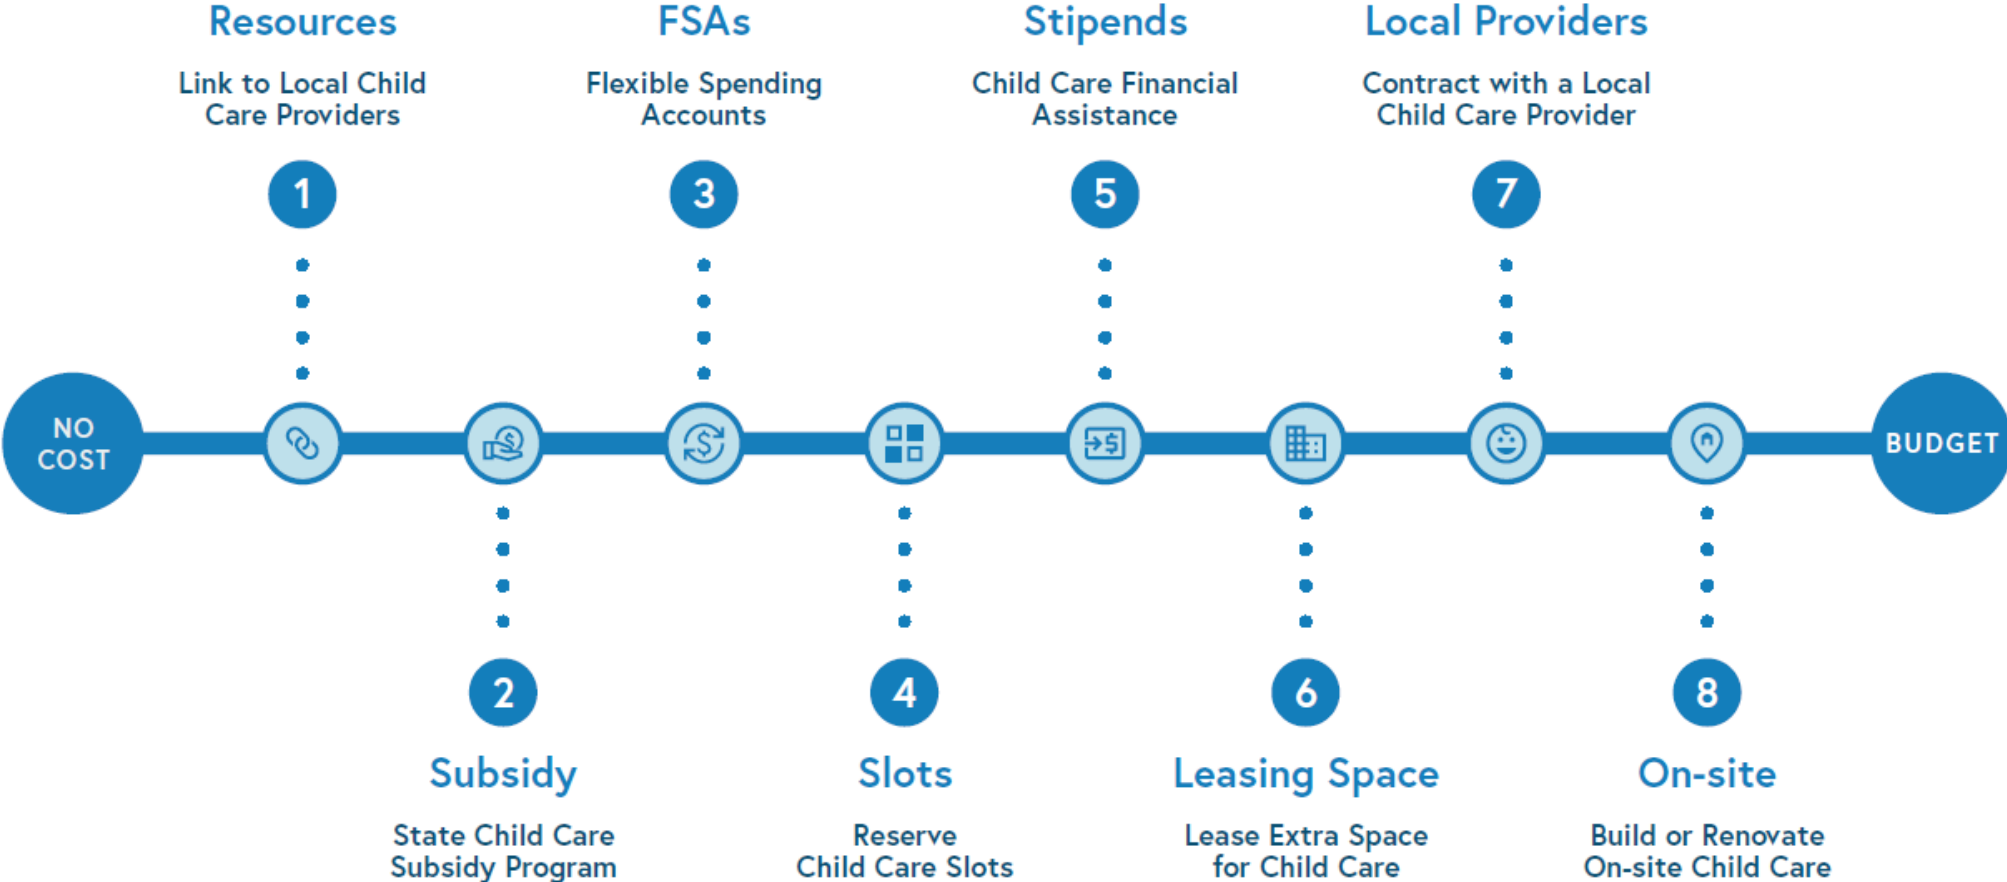 Resources
Link to Local Child
Care Providers
1
FSAs
Flexible Spending
Accounts
3
Stipends
Child Care Financial
Assistance
5
Local Providers
Contract with a Local
Child Care Provider
7
NO
COST
$
$
$
BUDGET
2
Subsidy
State Child Care
Subsidy Program
4
Slots
Reserve
Child Care Slots
6
Leasing Space
Lease Extra Space
for Child Care
8
On-site
Build or Renovate
On-site Child Care